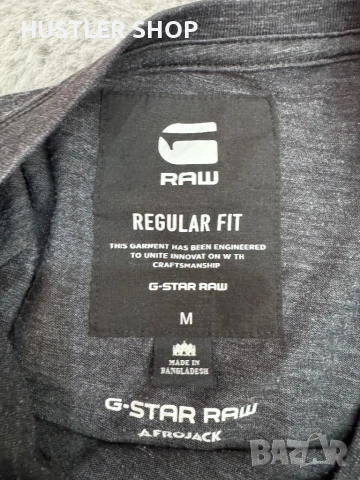 HUSTLER SHOP
RAW
REGULAR FIT
THIS GARMENT HAS BEEN ENGINEERED
TO UNITE INNOVAT ON W TH
CRAFTSMANSHIP
G-STAR RAW
M
MADE IN
BANGLADESH
G-STAR RAW
AFROJACK
BAZAR